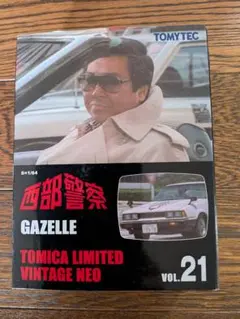 TOMYTEC
S=1/64
西部警察
GAZELLE
TOMICA LIMITED
VINTAGE NEO
VOL.21